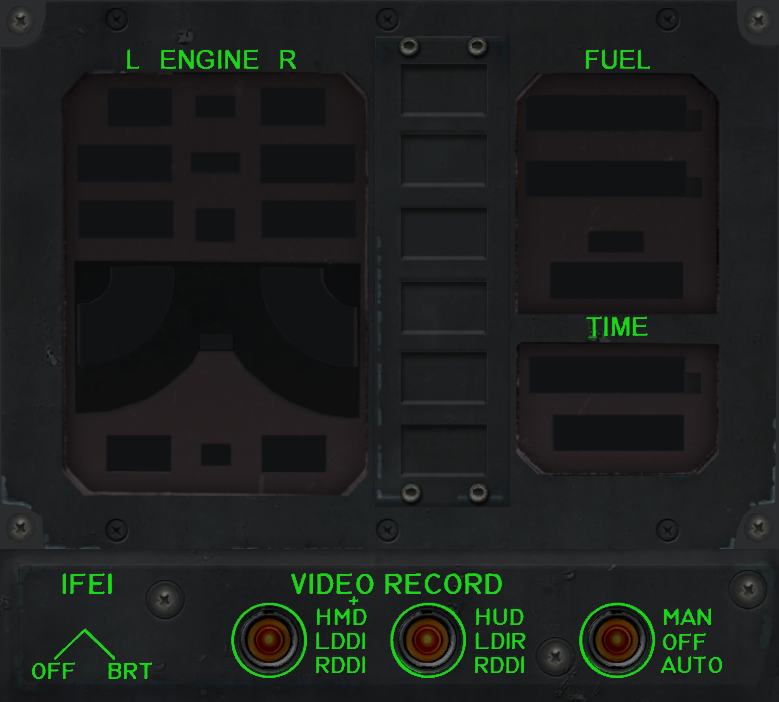 L ENGINE R
FUEL
TIME
IFEI
VIDEO RECORD
OFF BRT
+
HMD
LDDI
RDDI
HUD
LDIR
RDDI
MAN
OFF
AUTO